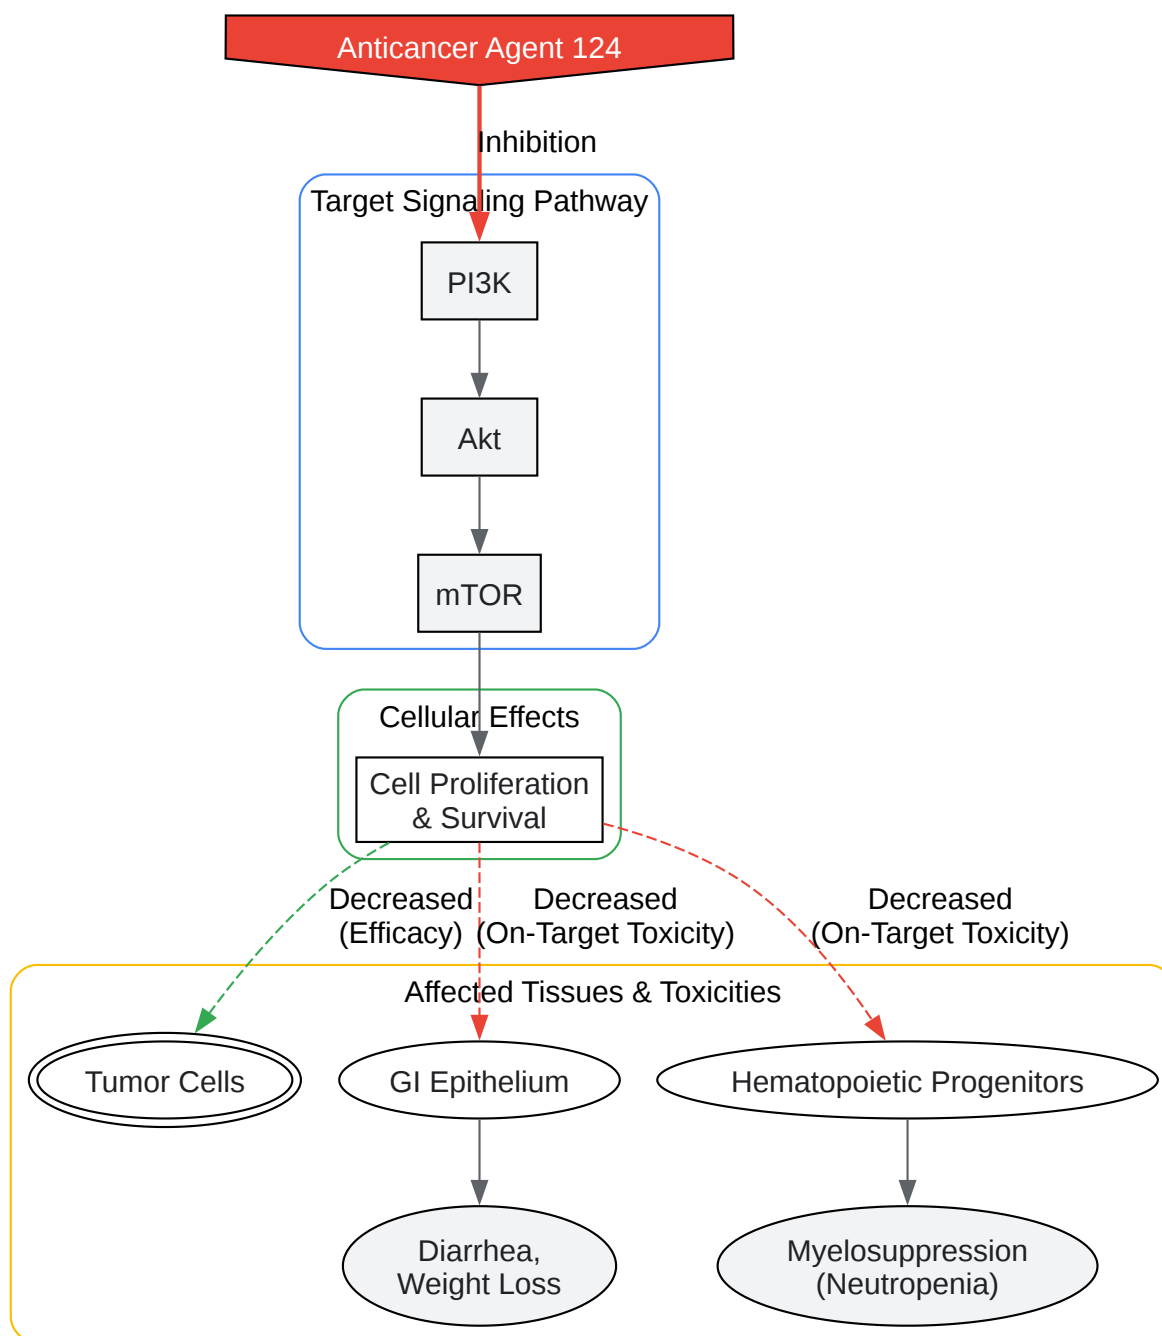 Anticancer Agent 124
Inhibition
Target Signaling Pathway
PI3K
Akt
mTOR
Cellular Effects
Cell Proliferation
& Survival
Decreased
(Efficacy)
Decreased
(On-Target Toxicity)
Decreased
(On-Target Toxicity)
Affected Tissues & Toxicities
Tumor Cells
GI Epithelium
Hematopoietic Progenitors
Diarrhea,
Weight Loss
Myelosuppression
(Neutropenia)